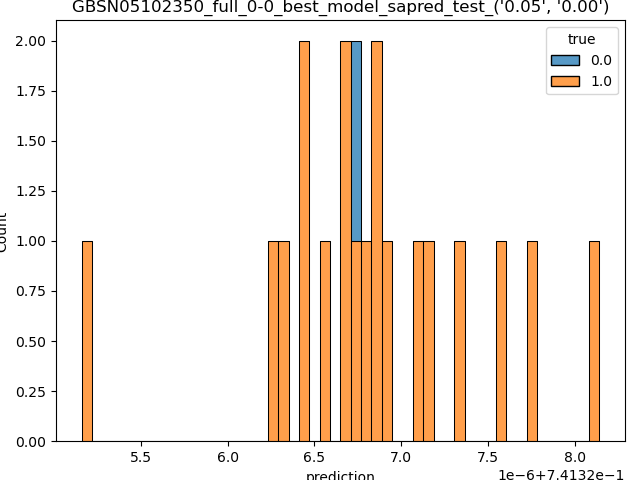 GBSN05102350_full_0-0_best_model_sapred_test_('0.05', '0.00')
true
0.0
1.0
Count
2.00
1.75
1.50
1.25
1.00
0.75
0.50
0.25
0.00
5.5 6.0 6.5 7.0 7.5 8.0
prediction
1e−6+7.4132e−1